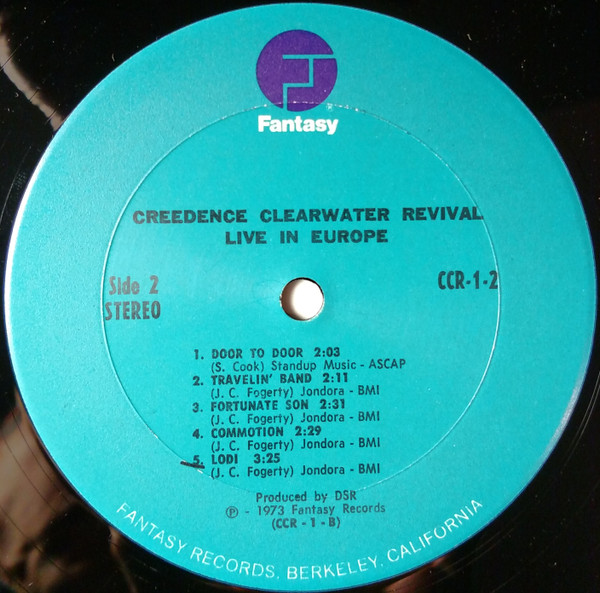 Fantasy
CREEDENCE CLEARWATER REVIVAL
LIVE IN EUROPE
Side 2
STEREO
CCR-1-2
1. DOOR TO DOOR 2:03
(S. Cook) Standup Music - ASCAP
2. TRAVELIN' BAND 2:11
(J. C. Fogerty) Jondora - BMI
3. FORTUNATE SON 2:31
(J. C. Fogerty) Jondora - BMI
4. COMMOTION 2:29
(J. C. Fogerty) Jondora - BMI
5. LODI 3:25
(J. C. Fogerty) Jondora - BMI
Produced by DSR
℗ - 1973 Fantasy Records
(CCR - 1 - B)
FANTASY RECORDS, BERKELEY, CALIFORNIA